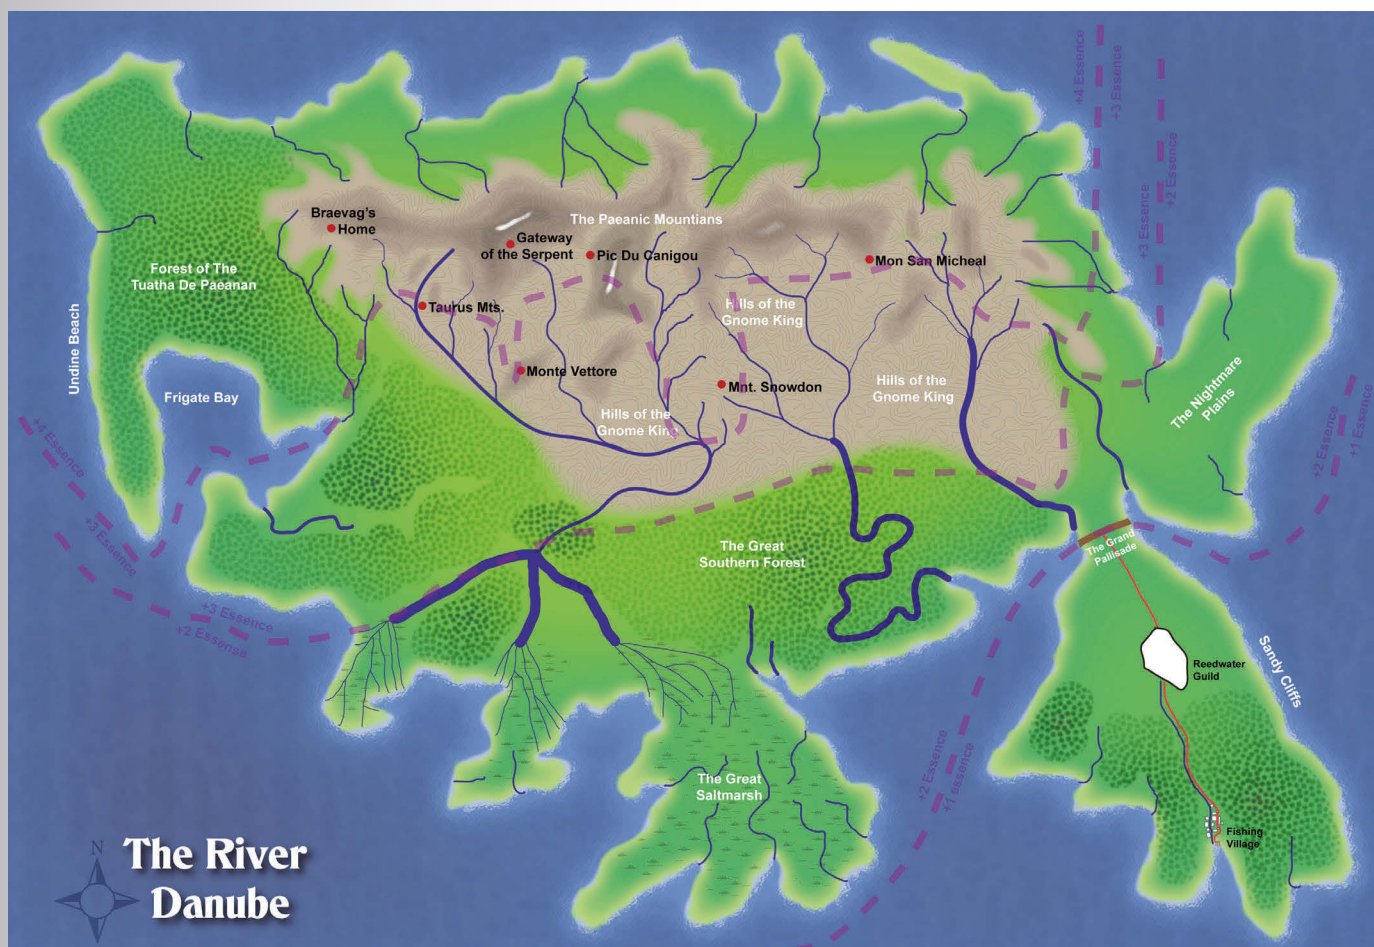 +4 Essence
+3 Essence
+3 Essence
+2 Essence
Braevag's
Home
The Paeanic Mountians
Gateway
of the Serpent
Pic Du Canigou
Mon San Micheal
Forest of The
Tuatha De Paeanan
Taurus Mts.
Hills of the
Gnome King
Undine Beach
Frigate Bay
Monte Vettore
Mnt. Snowdon
Hills of the
Gnome King
Hills of the
Gnome King
The Nightmare
Plains
+2 Essence
+1 Essence
+4 Essence
+3 Essence
The Great
Southern Forest
The Grand
Pallisade
+3 Essence
+2 Essense
Reedwater
Guild
Sandy Cliffs
+2 Essence
+1 essence
The Great
Saltmarsh
Fishing
Village
N
The River
Danube